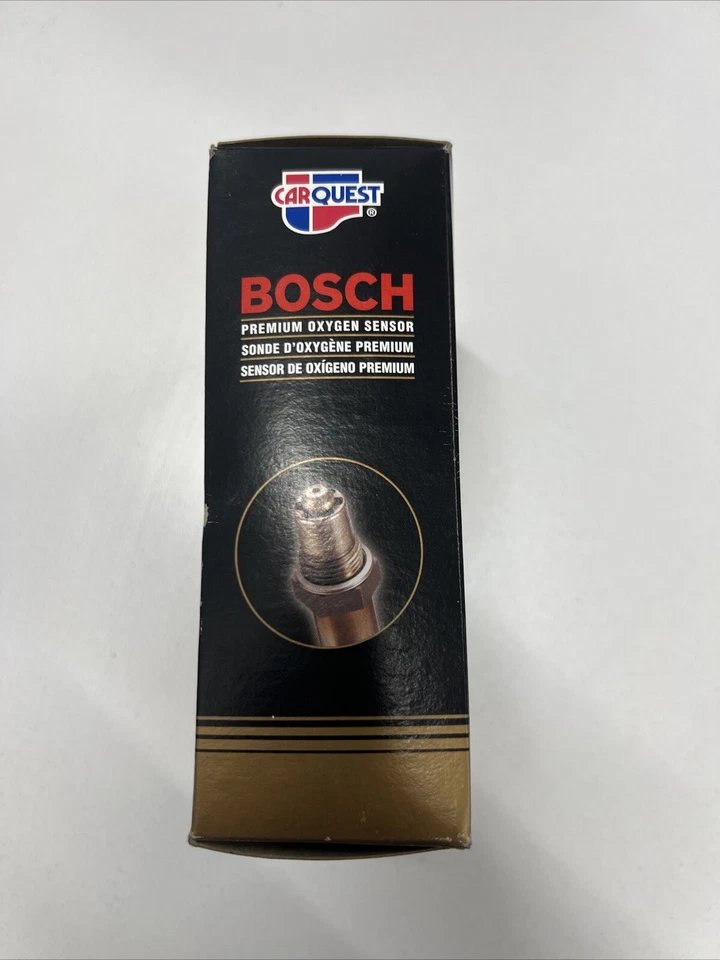 CARQUEST
®
BOSCH
PREMIUM OXYGEN SENSOR
SONDE D'OXYGÈNE PREMIUM
SENSOR DE OXÍGENO PREMIUM